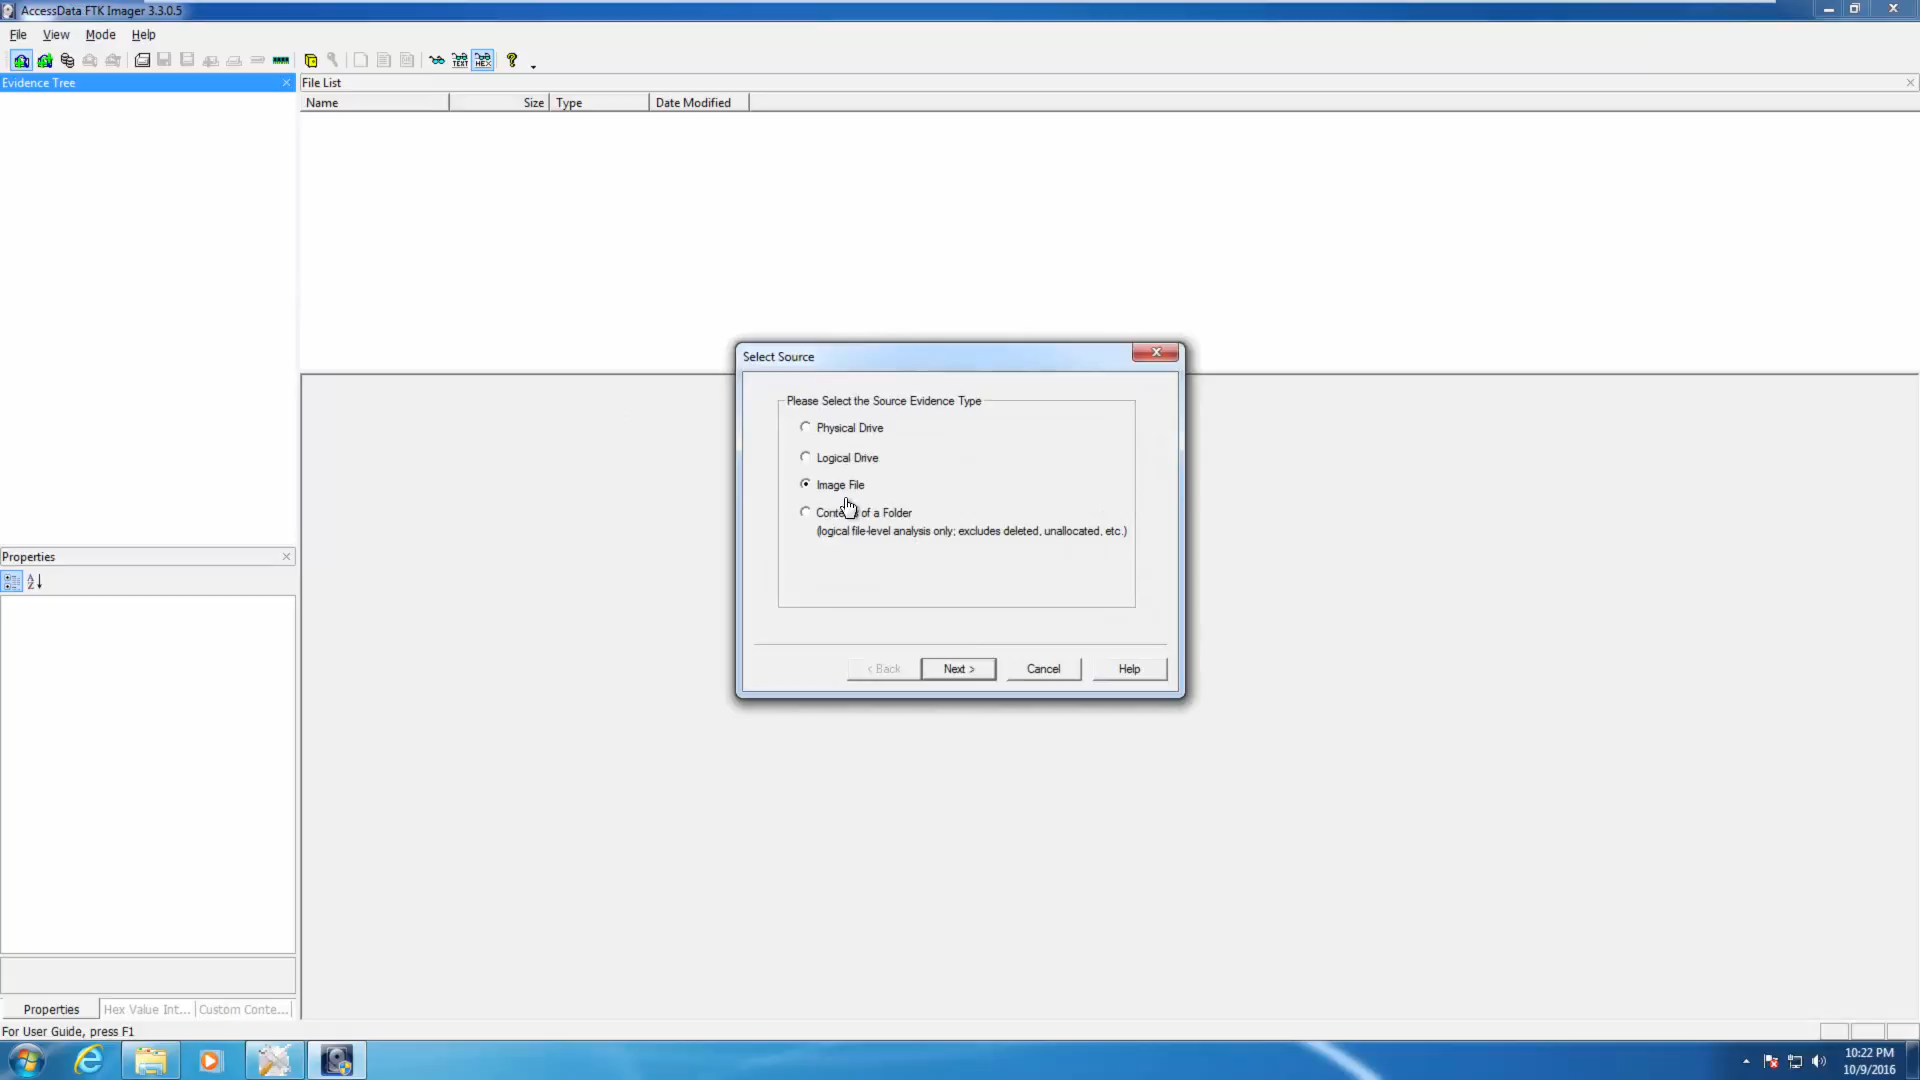 AccessData FTK Imager 3.3.0.5
File View Mode Help
TEXT HEX ?
Evidence Tree
File List
Name Size Type Date Modified
Select Source
Please Select the Source Evidence Type
Physical Drive
Logical Drive
Image File
of a Folder
(logical file-level analysis only; excludes deleted, unallocated, etc.)
< Back Next > Cancel Help
Properties
Properties Hex Value Int... Custom Conte...
For User Guide, press F1
10:22 PM
10/9/2016